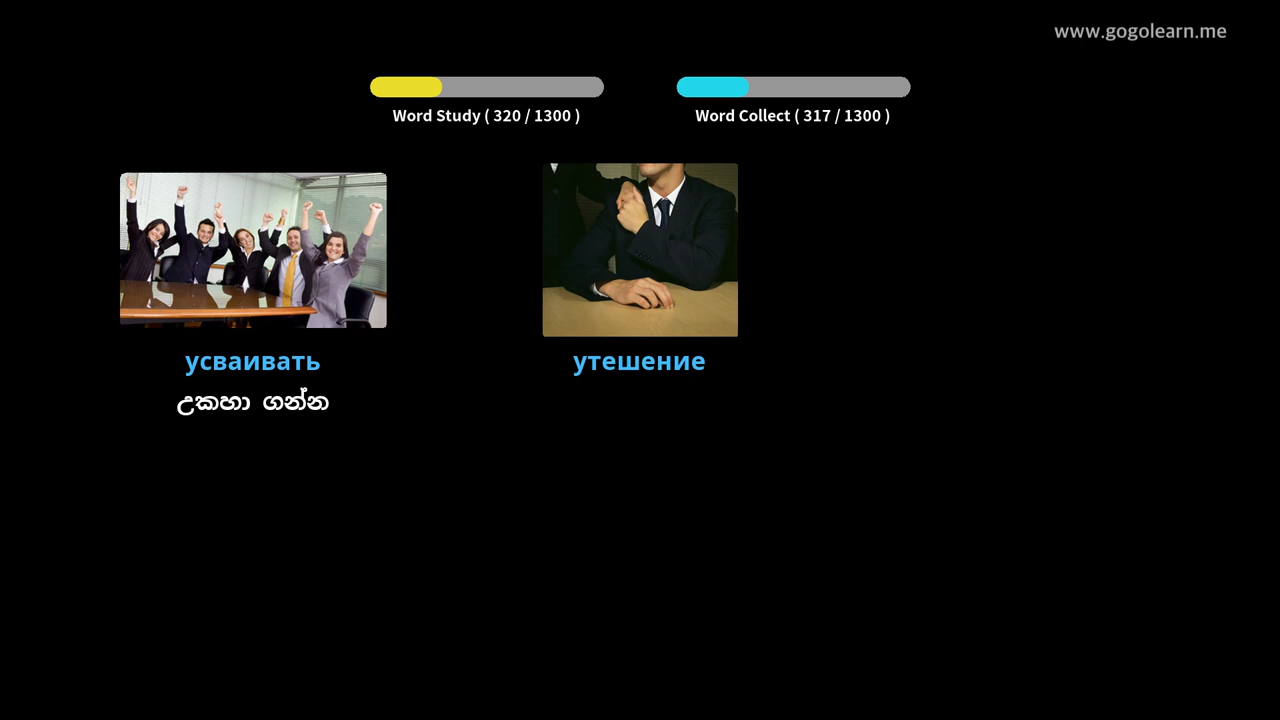 www.gogolearn.me
Word Study ( 320 / 1300 )
Word Collect ( 317 / 1300 )
усваивать
උකහා ගන්න
утешение